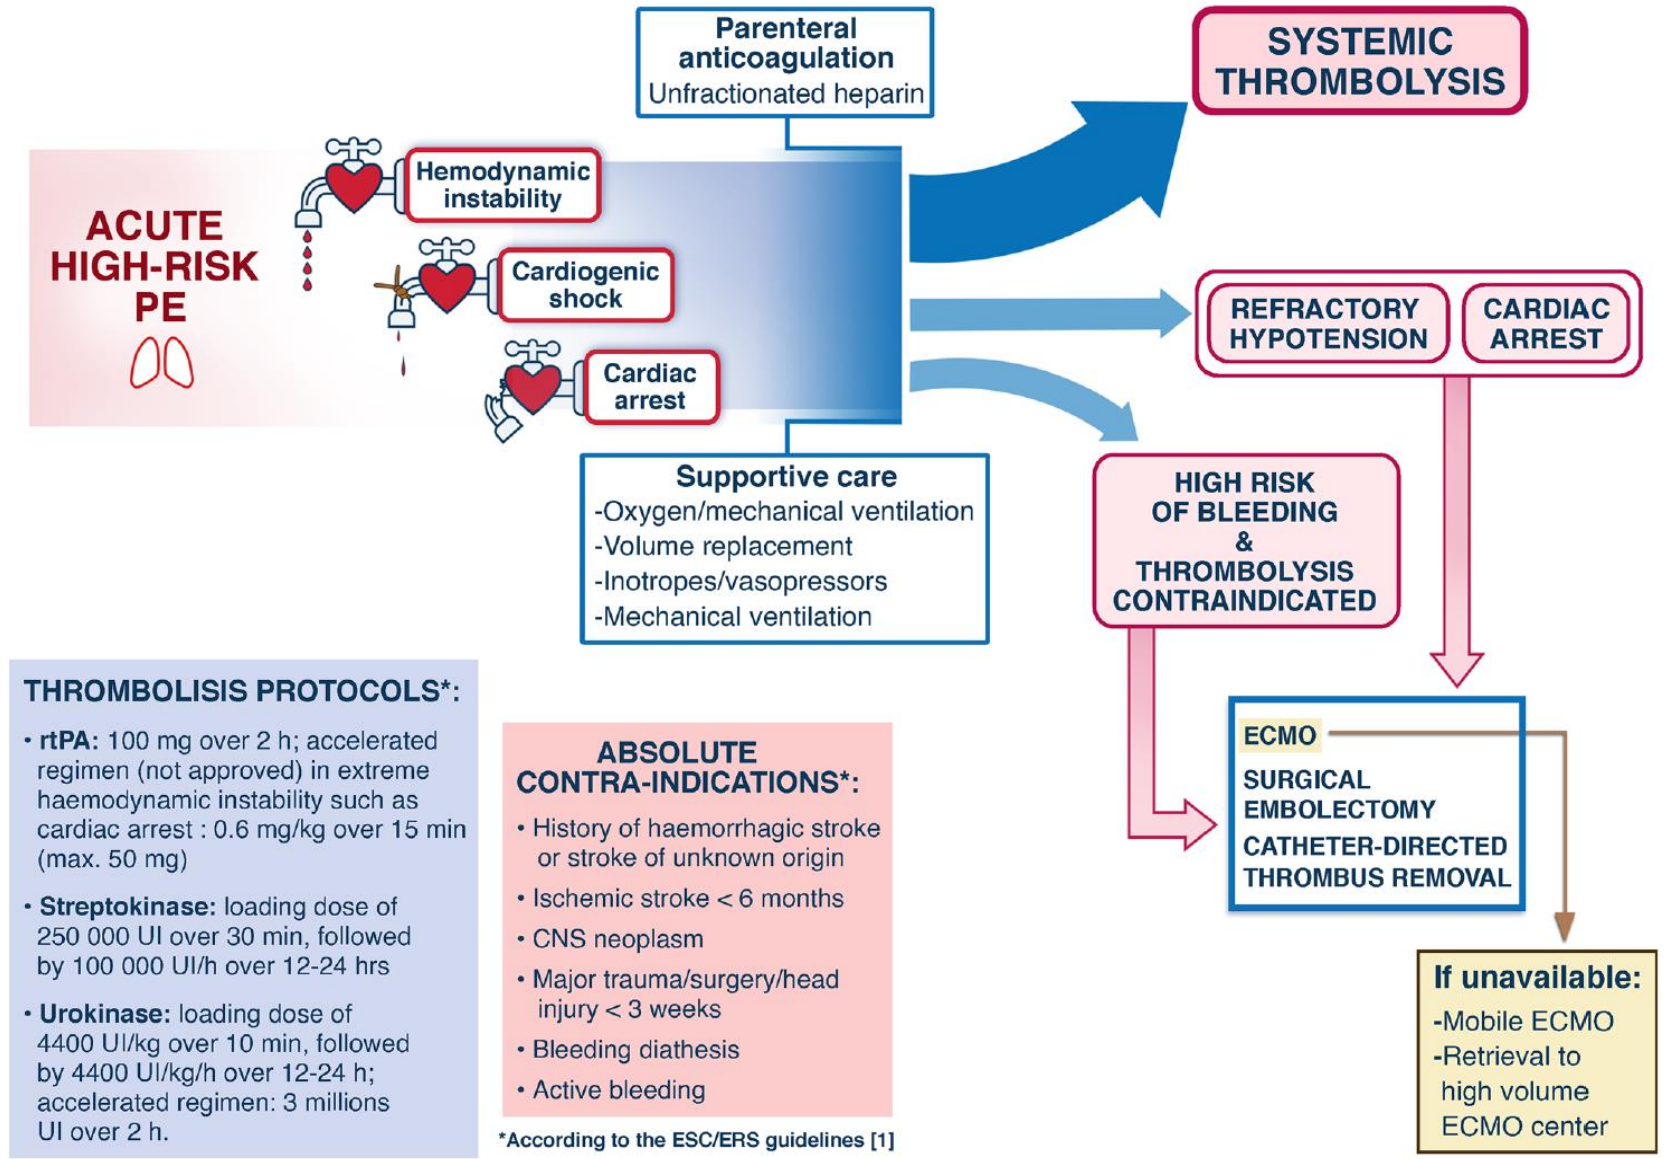 Parenteral
anticoagulation
Unfractionated heparin
SYSTEMIC
THROMBOLYSIS
ACUTE
HIGH-RISK
PE
Hemodynamic
instability
Cardiogenic
shock
Cardiac
arrest
REFRACTORY
HYPOTENSION
CARDIAC
ARREST
Supportive care
-Oxygen/mechanical ventilation
-Volume replacement
-Inotropes/vasopressors
-Mechanical ventilation
HIGH RISK
OF BLEEDING
&
THROMBOLYSIS
CONTRAINDICATED
THROMBOLISIS PROTOCOLS*:
• rtPA: 100 mg over 2 h; accelerated
regimen (not approved) in extreme
haemodynamic instability such as
cardiac arrest : 0.6 mg/kg over 15 min
(max. 50 mg)
• Streptokinase: loading dose of
250 000 UI over 30 min, followed
by 100 000 UI/h over 12-24 hrs
• Urokinase: loading dose of
4400 UI/kg over 10 min, followed
by 4400 UI/kg/h over 12-24 h;
accelerated regimen: 3 millions
UI over 2 h.
ABSOLUTE
CONTRA-INDICATIONS*:
• History of haemorrhagic stroke
or stroke of unknown origin
• Ischemic stroke < 6 months
• CNS neoplasm
• Major trauma/surgery/head
injury < 3 weeks
• Bleeding diathesis
• Active bleeding
*According to the ESC/ERS guidelines [1]
ECMO
SURGICAL
EMBOLECTOMY
CATHETER-DIRECTED
THROMBUS REMOVAL
If unavailable:
-Mobile ECMO
-Retrieval to
high volume
ECMO center